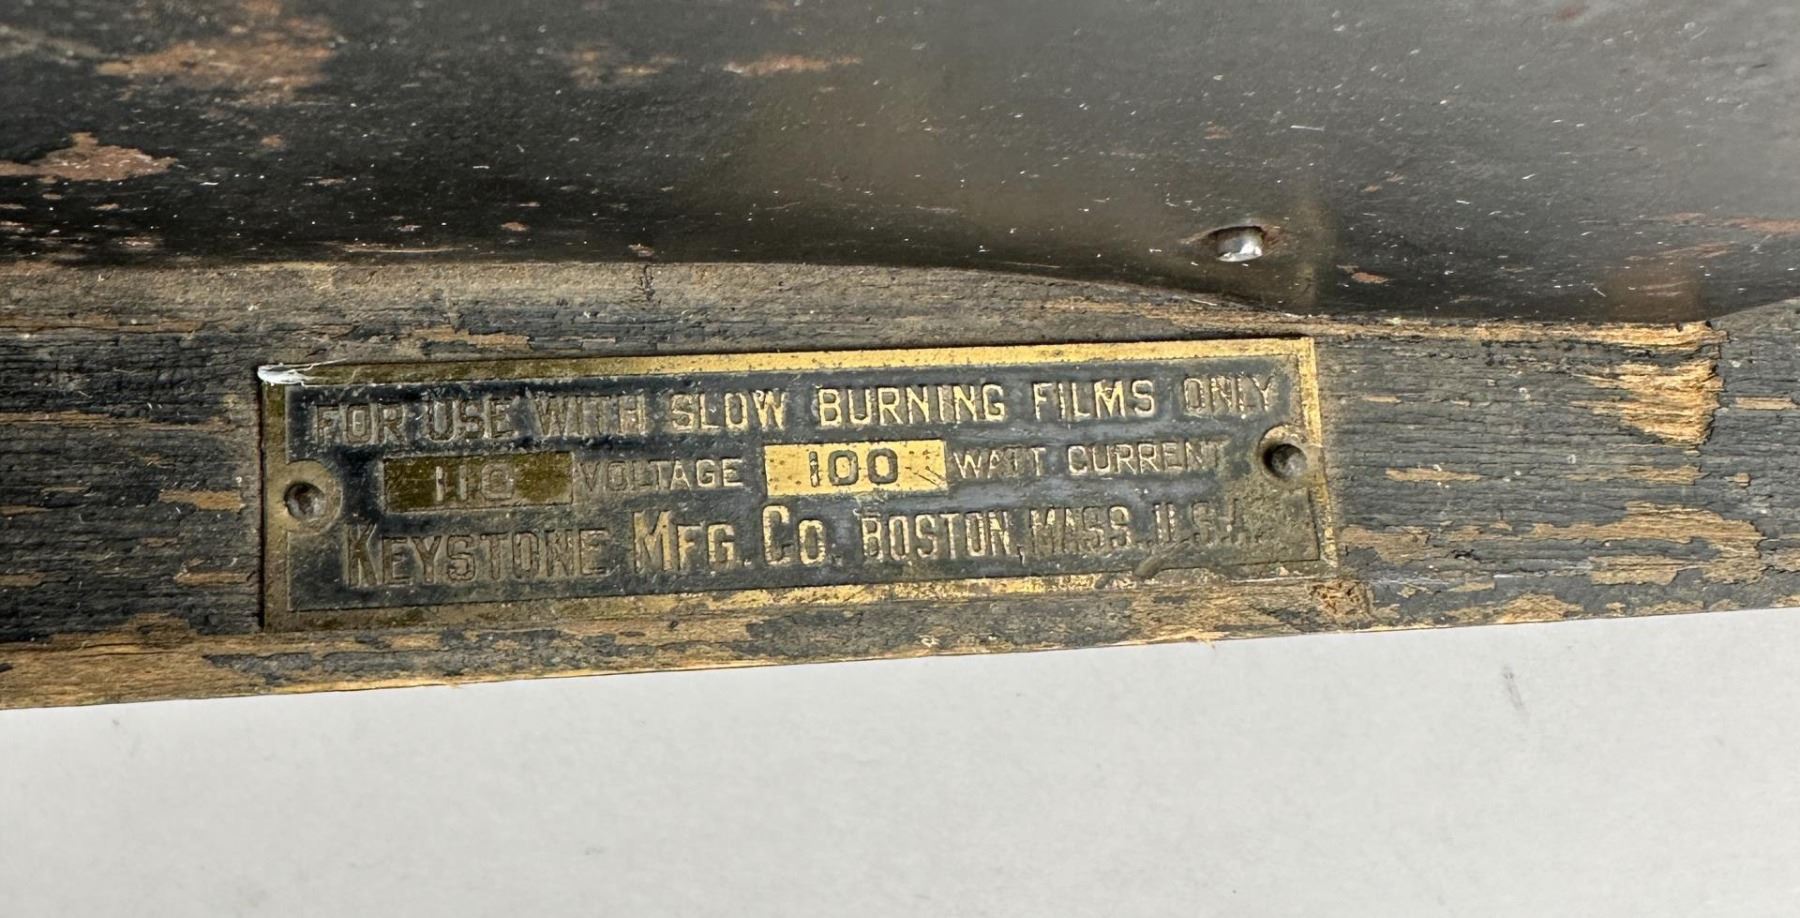 FOR USE WITH SLOW BURNING FILMS ONLY
110 VOLTAGE 100 WATT CURRENT
KEYSTONE MFG. CO. BOSTON, MASS. U.S.A.